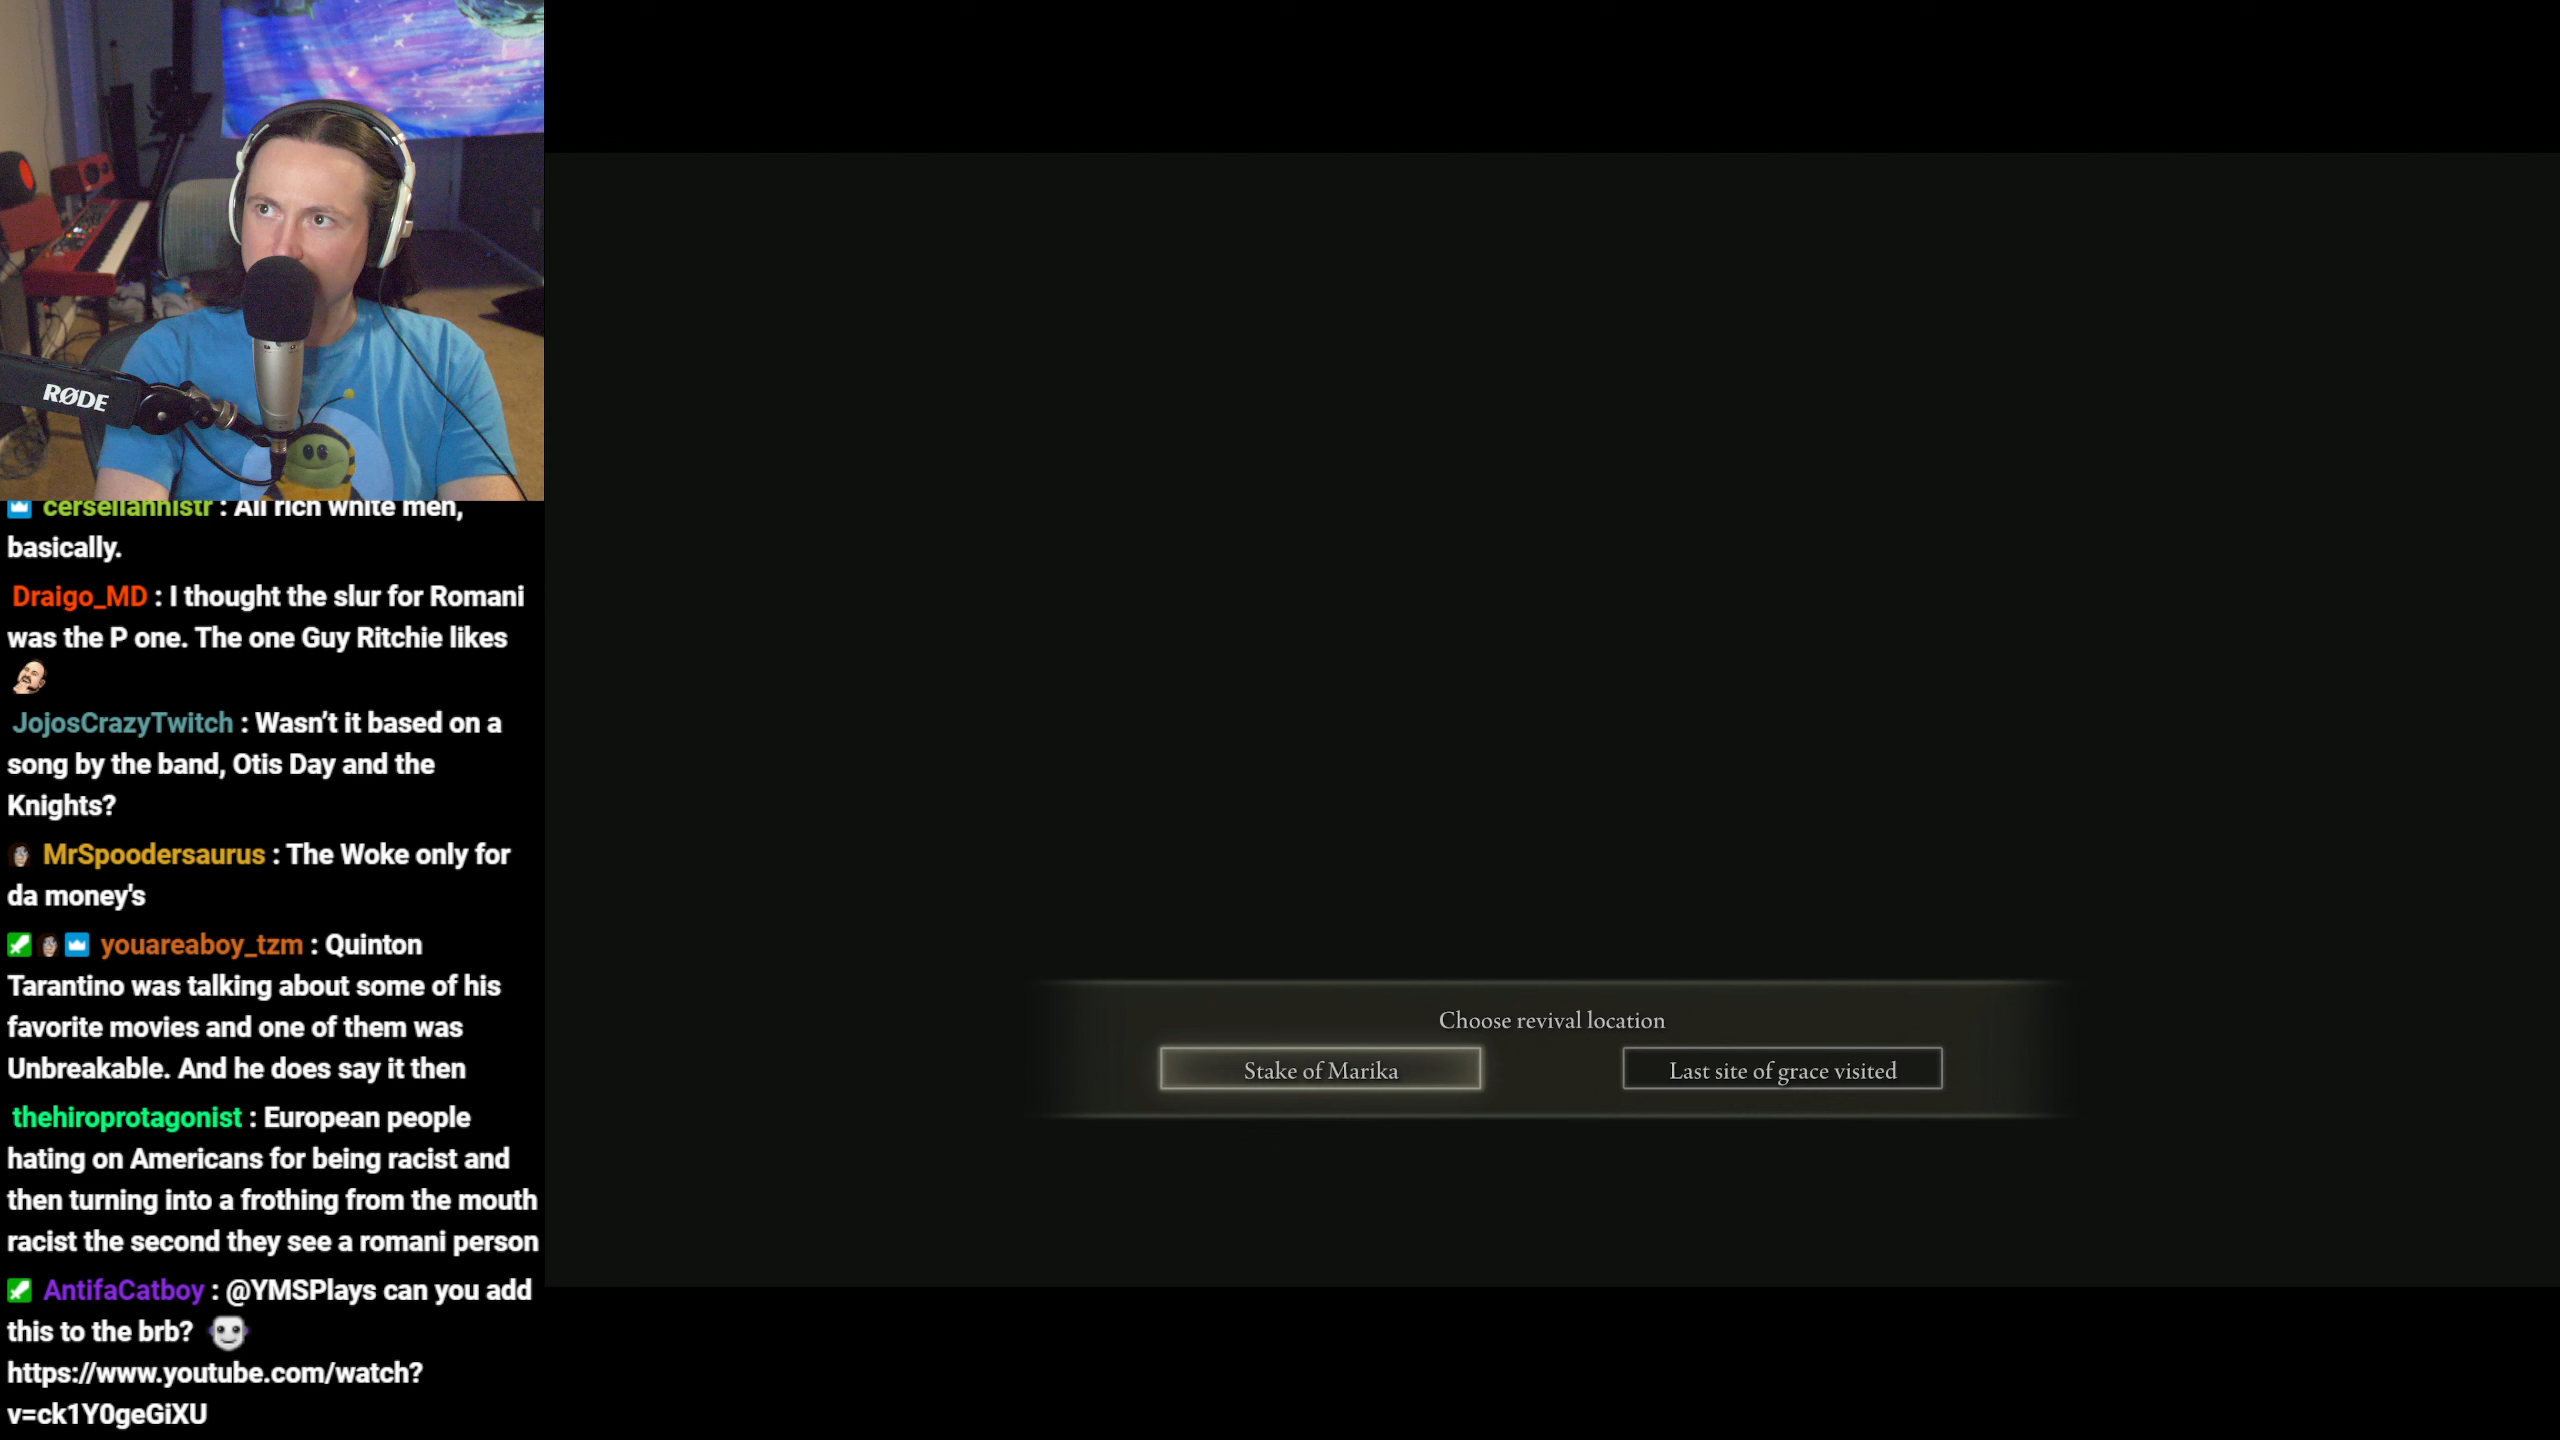 RØDE
cerseiiannistr : All rich white men,
basically.
Draigo_MD : I thought the slur for Romani
was the P one. The one Guy Ritchie likes
JojosCrazyTwitch : Wasn’t it based on a
song by the band, Otis Day and the
Knights?
MrSpoodersaurus : The Woke only for
da money's
youareaboy_tzm : Quinton
Tarantino was talking about some of his
favorite movies and one of them was
Unbreakable. And he does say it then
thehiroprotagonist : European people
hating on Americans for being racist and
then turning into a frothing from the mouth
racist the second they see a romani person
AntifaCatboy : @YMSPlays can you add
this to the brb?
https://www.youtube.com/watch?
v=ck1Y0geGiXU
Choose revival location
Stake of Marika
Last site of grace visited